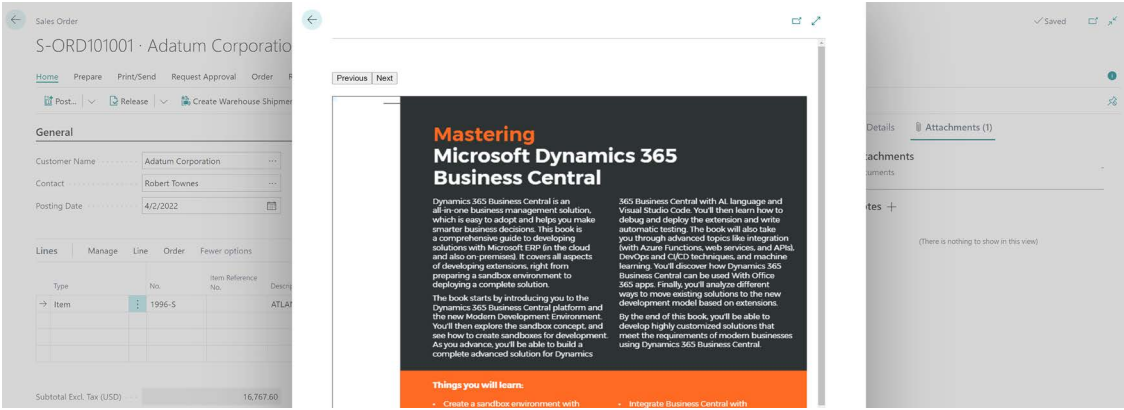 Sales Order
S-ORD101001 · Adatum Corporatio
Home Prepare Print/Send Request Approval Order
Post... Release Create Warehouse Shipmen
General
Customer Name Adatum Corporation
Contact Robert Townes
Posting Date 4/2/2022
Lines Manage Line Order Fewer options
Type No. Item Reference No. Descrip
Item 1996-S ATLAN
Subtotal Excl. Tax (USD) 16,767.60
Previous Next
Mastering
Microsoft Dynamics 365
Business Central
Dynamics 365 Business Central is an
all-in-one business management solution,
which is easy to adopt and helps you make
smarter business decisions. This book is
a comprehensive guide to developing
solutions with Microsoft ERP (in the cloud
and also on-premises). It covers all aspects
of developing extensions, right from
preparing a sandbox environment to
deploying a complete solution.
The book starts by introducing you to the
Dynamics 365 Business Central platform and
the new Modern Development Environment.
You'll then explore the sandbox concept, and
see how to create sandboxes for development.
As you advance, you'll be able to build a
complete advanced solution for Dynamics
365 Business Central with AL language and
Visual Studio Code. You'll then learn how to
debug and deploy the extension and write
automatic testing. The book will also take
you through advanced topics like integration
(with Azure Functions, web services, and APIs),
DevOps and CI/CD techniques, and machine
learning. You'll discover how Dynamics 365
Business Central can be used With Office
365 apps. Finally, you'll analyze different
ways to move existing solutions to the new
development model based on extensions.
By the end of this book, you'll be able to
develop highly customized solutions that
meet the requirements of modern businesses
using Dynamics 365 Business Central.
Things you will learn:
• Create a sandbox environment with
• Integrate Business Central with
Saved
Details Attachments (1)
tachments
cuments
tes
(There is nothing to show in this view)